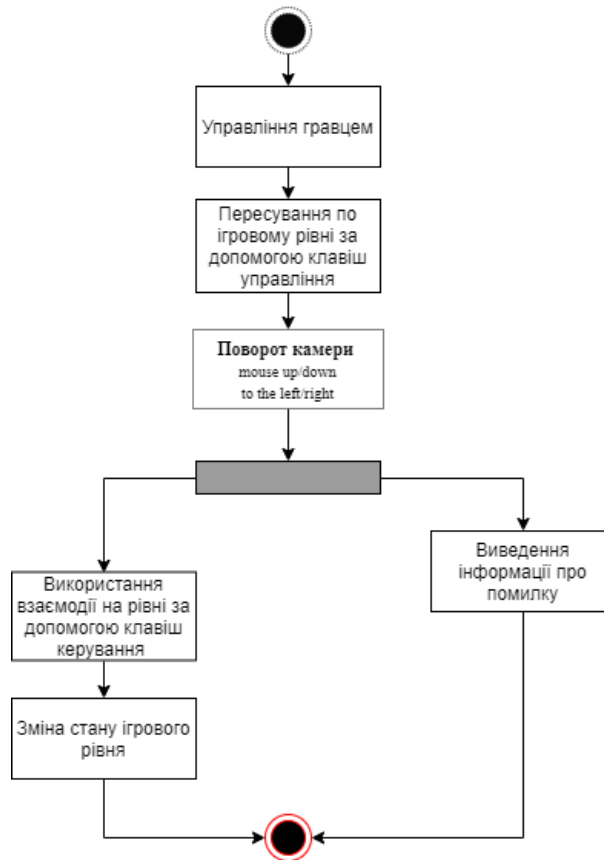 Управління гравцем
Пересування по
ігровому рівні за
допомогою клавіш
управління
Поворот камери
mouse up/down
to the left/right
Виведення
інформації про
помилку
Використання
взаємодії на рівні за
допомогою клавіш
керування
Зміна стану ігрового
рівня